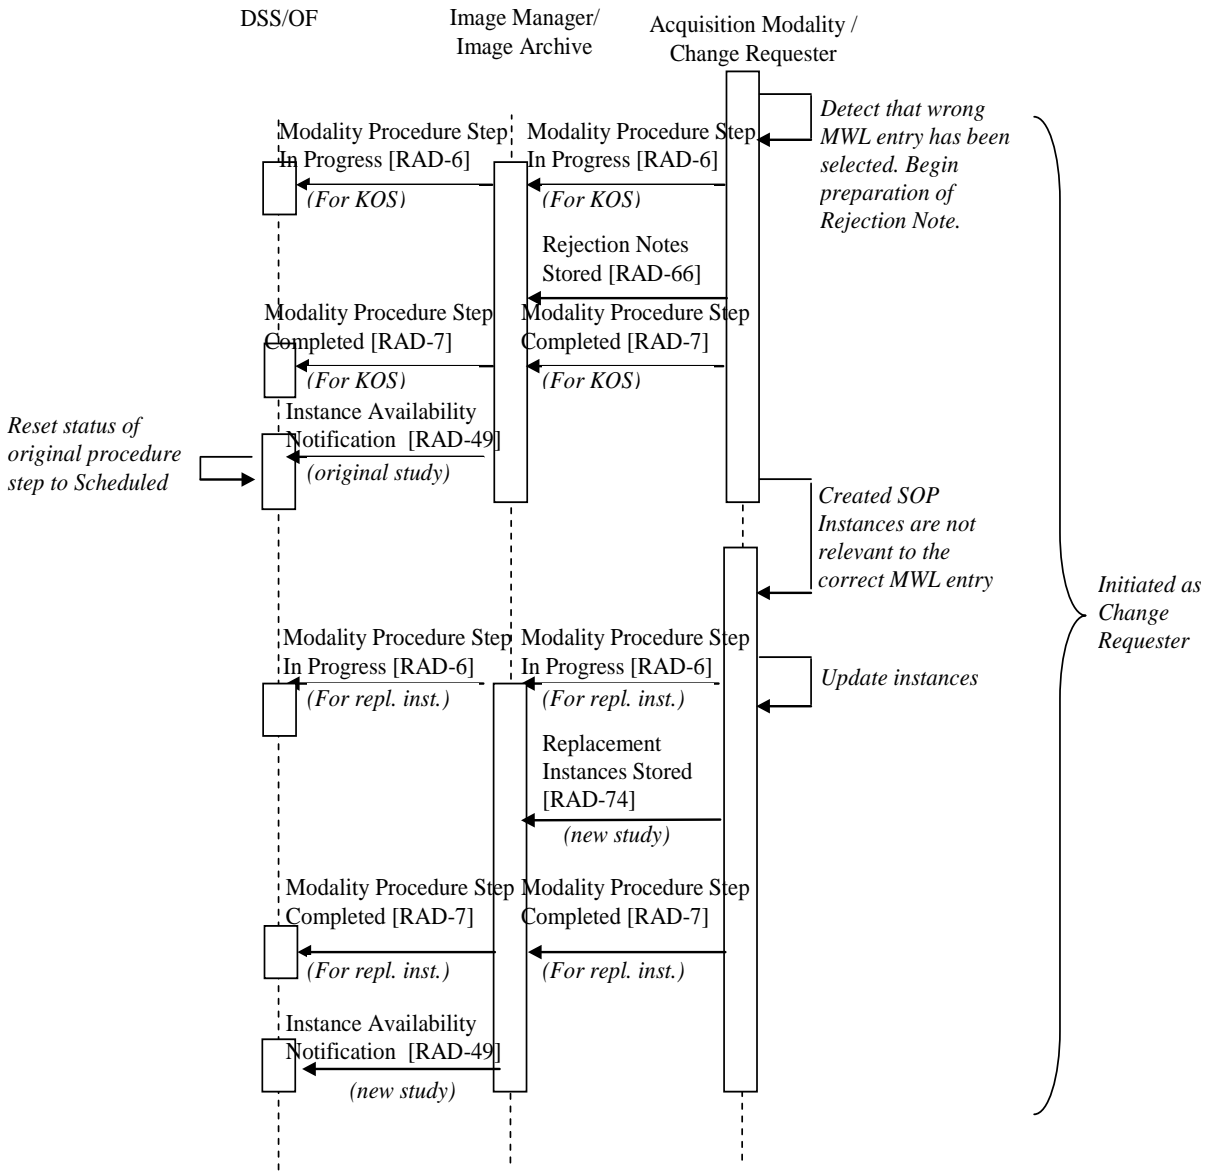 DSS/OF
Image Manager/
Image Archive
Acquisition Modality /
Change Requester
Detect that wrong
MWL entry has been
selected. Begin
preparation of
Rejection Note.
Modality Procedure Step
In Progress [RAD-6]
(For KOS)
Modality Procedure Step
In Progress [RAD-6]
(For KOS)
Rejection Notes
Stored [RAD-66]
Modality Procedure Step
Completed [RAD-7]
(For KOS)
Modality Procedure Step
Completed [RAD-7]
(For KOS)
Instance Availability
Notification [RAD-49]
(original study)
Reset status of
original procedure
step to Scheduled
Created SOP
Instances are not
relevant to the
correct MWL entry
Initiated as
Change
Requester
Modality Procedure Step
In Progress [RAD-6]
(For repl. inst.)
Modality Procedure Step
In Progress [RAD-6]
(For repl. inst.)
Update instances
Replacement
Instances Stored
[RAD-74]
(new study)
Modality Procedure Step
Completed [RAD-7]
(For repl. inst.)
Modality Procedure Step
Completed [RAD-7]
(For repl. inst.)
Instance Availability
Notification [RAD-49]
(new study)